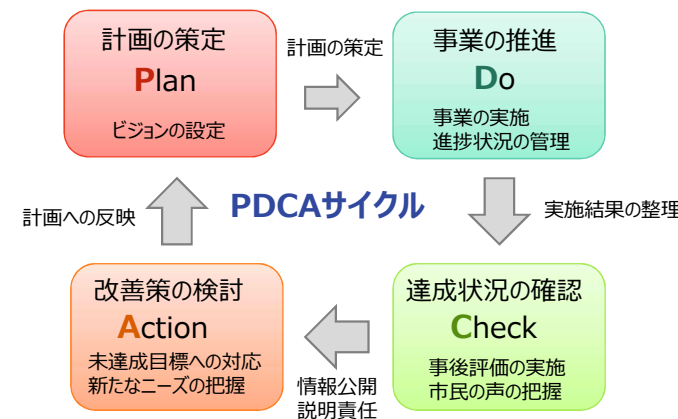 計画の策定
Plan
ビジョンの設定
計画の策定
事業の推進
Do
事業の実施
進捗状況の管理
計画への反映
PDCAサイクル
実施結果の整理
改善策の検討
Action
未達成目標への対応
新たなニーズの把握
情報公開
説明責任
達成状況の確認
Check
事後評価の実施
市民の声の把握